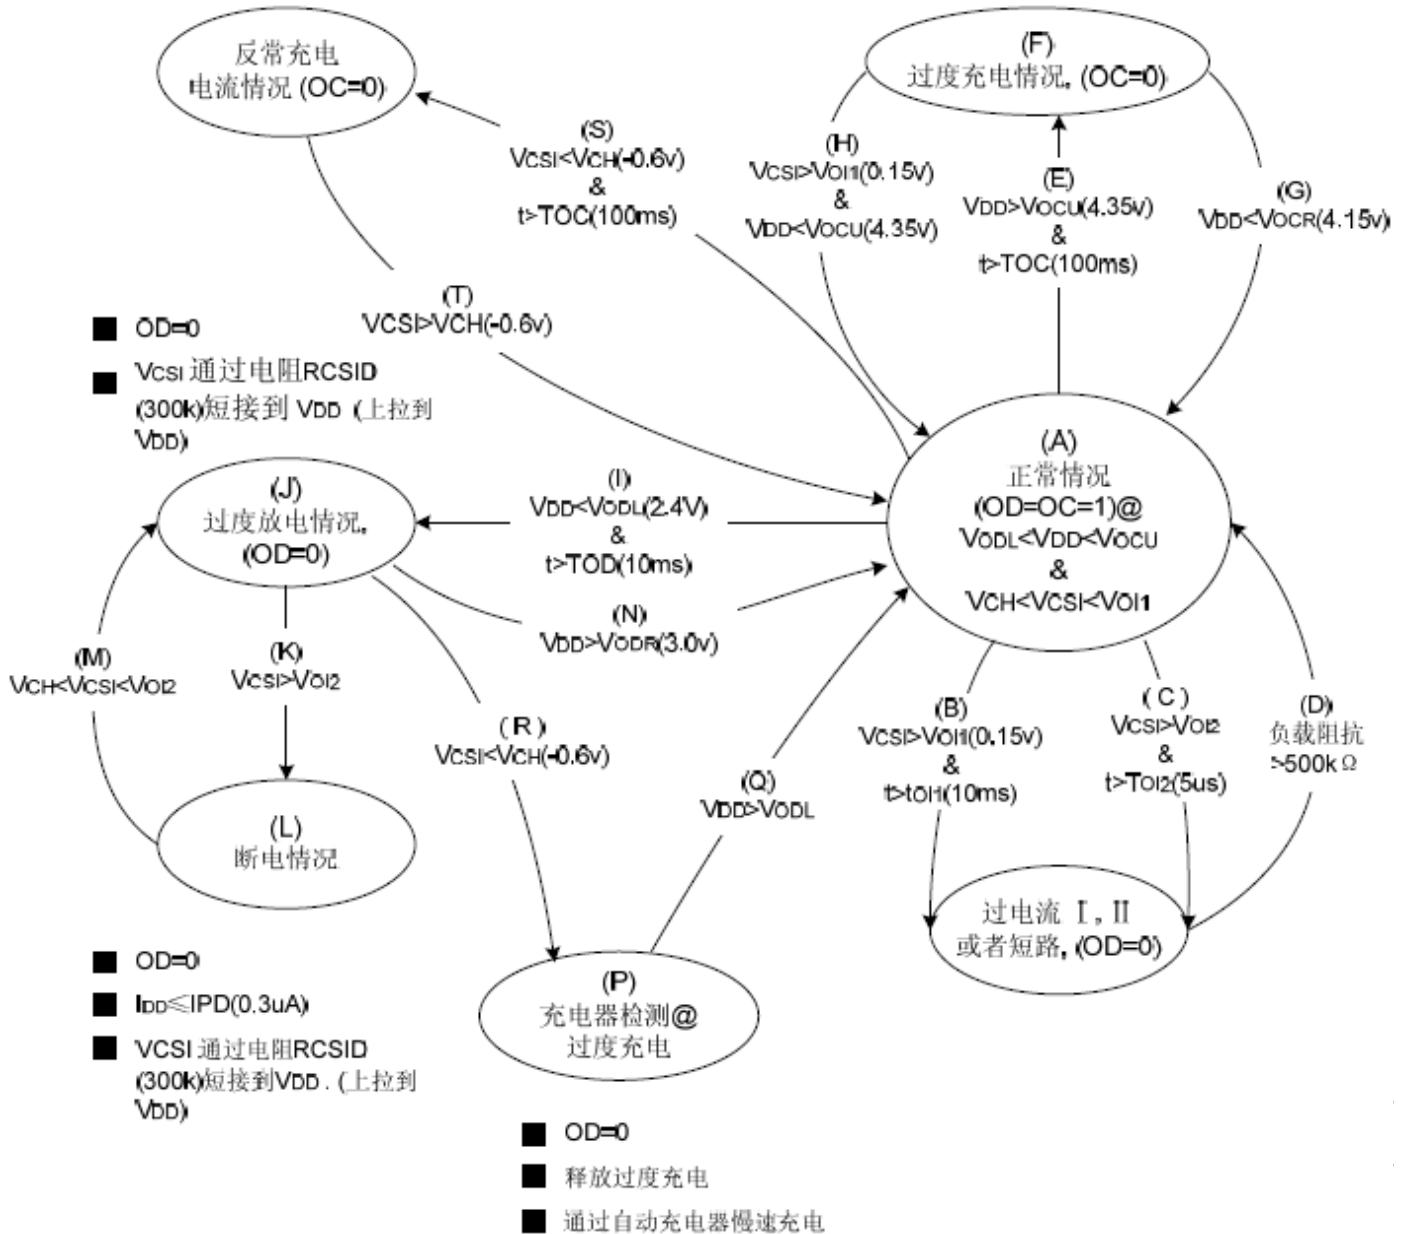 反常充电
电流情况 (OC=0)
(F)
过度充电情况, (OC=0)
(S)
VCSI<VCH(-0.6v)
&
t>TOC(100ms)
(H)
VCSI>VOI1(0.15v)
&
VDD<VOCU(4.35v)
(E)
VDD>VOCU(4.35v)
&
t>TOC(100ms)
(G)
VDD<VOCR(4.15v)
(T)
VCSI>VCH(-0.6v)
■ OD=0
■ VCSI 通过电阻RCSID
(300k)短接到 VDD (上拉到
VDD)
(A)
正常情况
(OD=OC=1)@
VODL<VDD<VOCU
&
VCH<VCSI<VOI1
(J)
过度放电情况,
(OD=0)
(I)
VDD<VODL(2.4V)
&
t>TOD(10ms)
(N)
VDD>VODR(3.0v)
(M)
VCH<VCSI<VOI2
(K)
VCSI>VOI2
(R)
VCSI<VCH(-0.6v)
(Q)
VDD>VODL
(B)
VCSI>VOI1(0.15v)
&
t>tOI1(10ms)
(C)
VCSI>VOI2
&
t>TOI2(5us)
(D)
负载阻抗
>500kΩ
(L)
断电情况
过电流 I, II
或者短路, (OD=0)
■ OD=0
■ IDD≤IPD(0.3uA)
■ VCSI 通过电阻RCSID
(300k)短接到VDD. (上拉到
VDD)
(P)
充电器检测@
过度充电
■ OD=0
■ 释放过度充电
■ 通过自动充电器慢速充电